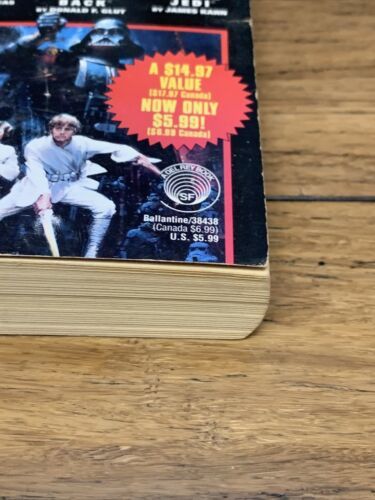 BACK
JEDI
BY DONALD F. GLUT
BY JAMES KAHN
A $14.97
VALUE
($17.97 Canada)
NOW ONLY
$5.99!
($6.99 Canada)
A DEL REY BOOK
SF
Ballantine/38438
(Canada $6.99)
U.S. $5.99